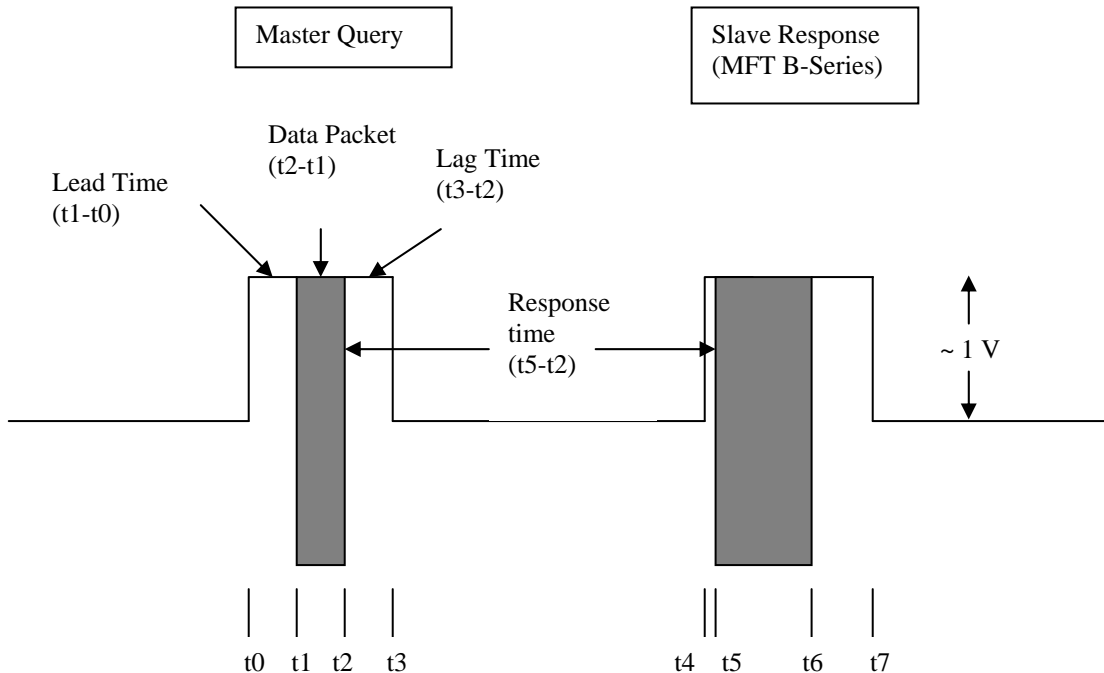 Master Query
Slave Response
(MFT B-Series)
Data Packet
(t2-t1)
Lag Time
(t3-t2)
Lead Time
(t1-t0)
Response
time
(t5-t2)
~ 1 V
t0 t1 t2 t3 t4 t5 t6 t7